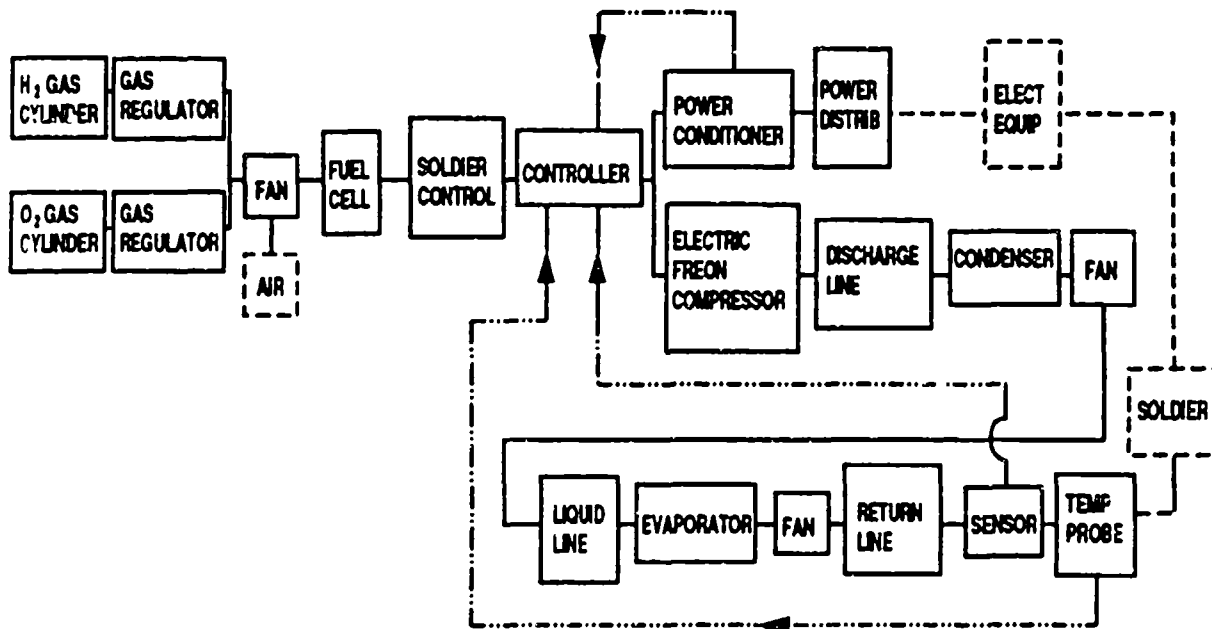 H₂ GAS
CYLINDER
GAS
REGULATOR
O₂ GAS
CYLINDER
GAS
REGULATOR
FAN
AIR
FUEL
CELL
SOLDIER
CONTROL
CONTROLLER
POWER
CONDITIONER
POWER
DISTRIB
ELECT
EQUIP
ELECTRIC
FREON
COMPRESSOR
DISCHARGE
LINE
CONDENSER
FAN
SOLDIER
LIQUID
LINE
EVAPORATOR
FAN
RETURN
LINE
SENSOR
TEMP
PROBE